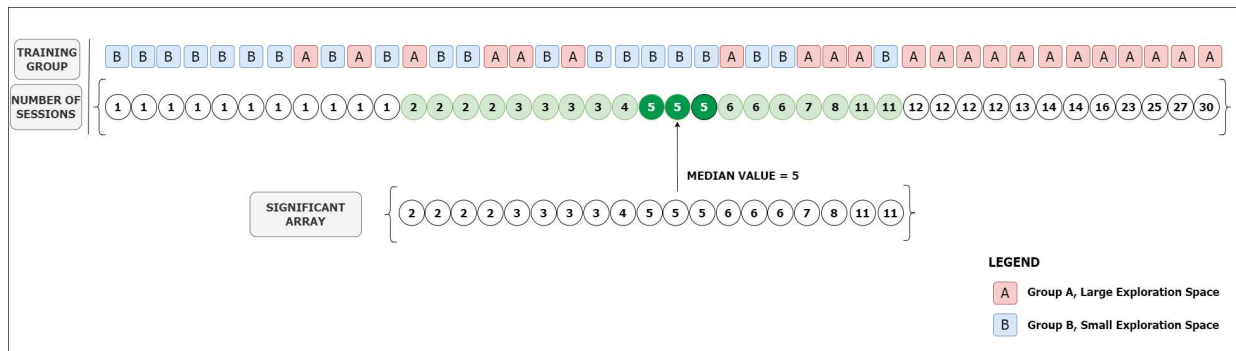 TRAINING
GROUP
B B B B B B B A B A B A B B A A B A B B B B B A B B A A A B A A A A A A A A A A A A
NUMBER OF
SESSIONS
1 1 1 1 1 1 1 1 1 1 1 2 2 2 2 3 3 3 3 4 5 5 5 6 6 6 7 8 11 11 12 12 12 12 13 14 14 16 23 25 27 30
MEDIAN VALUE = 5
SIGNIFICANT
ARRAY
2 2 2 2 3 3 3 3 4 5 5 5 6 6 6 7 8 11 11
LEGEND
A Group A, Large Exploration Space
B Group B, Small Exploration Space